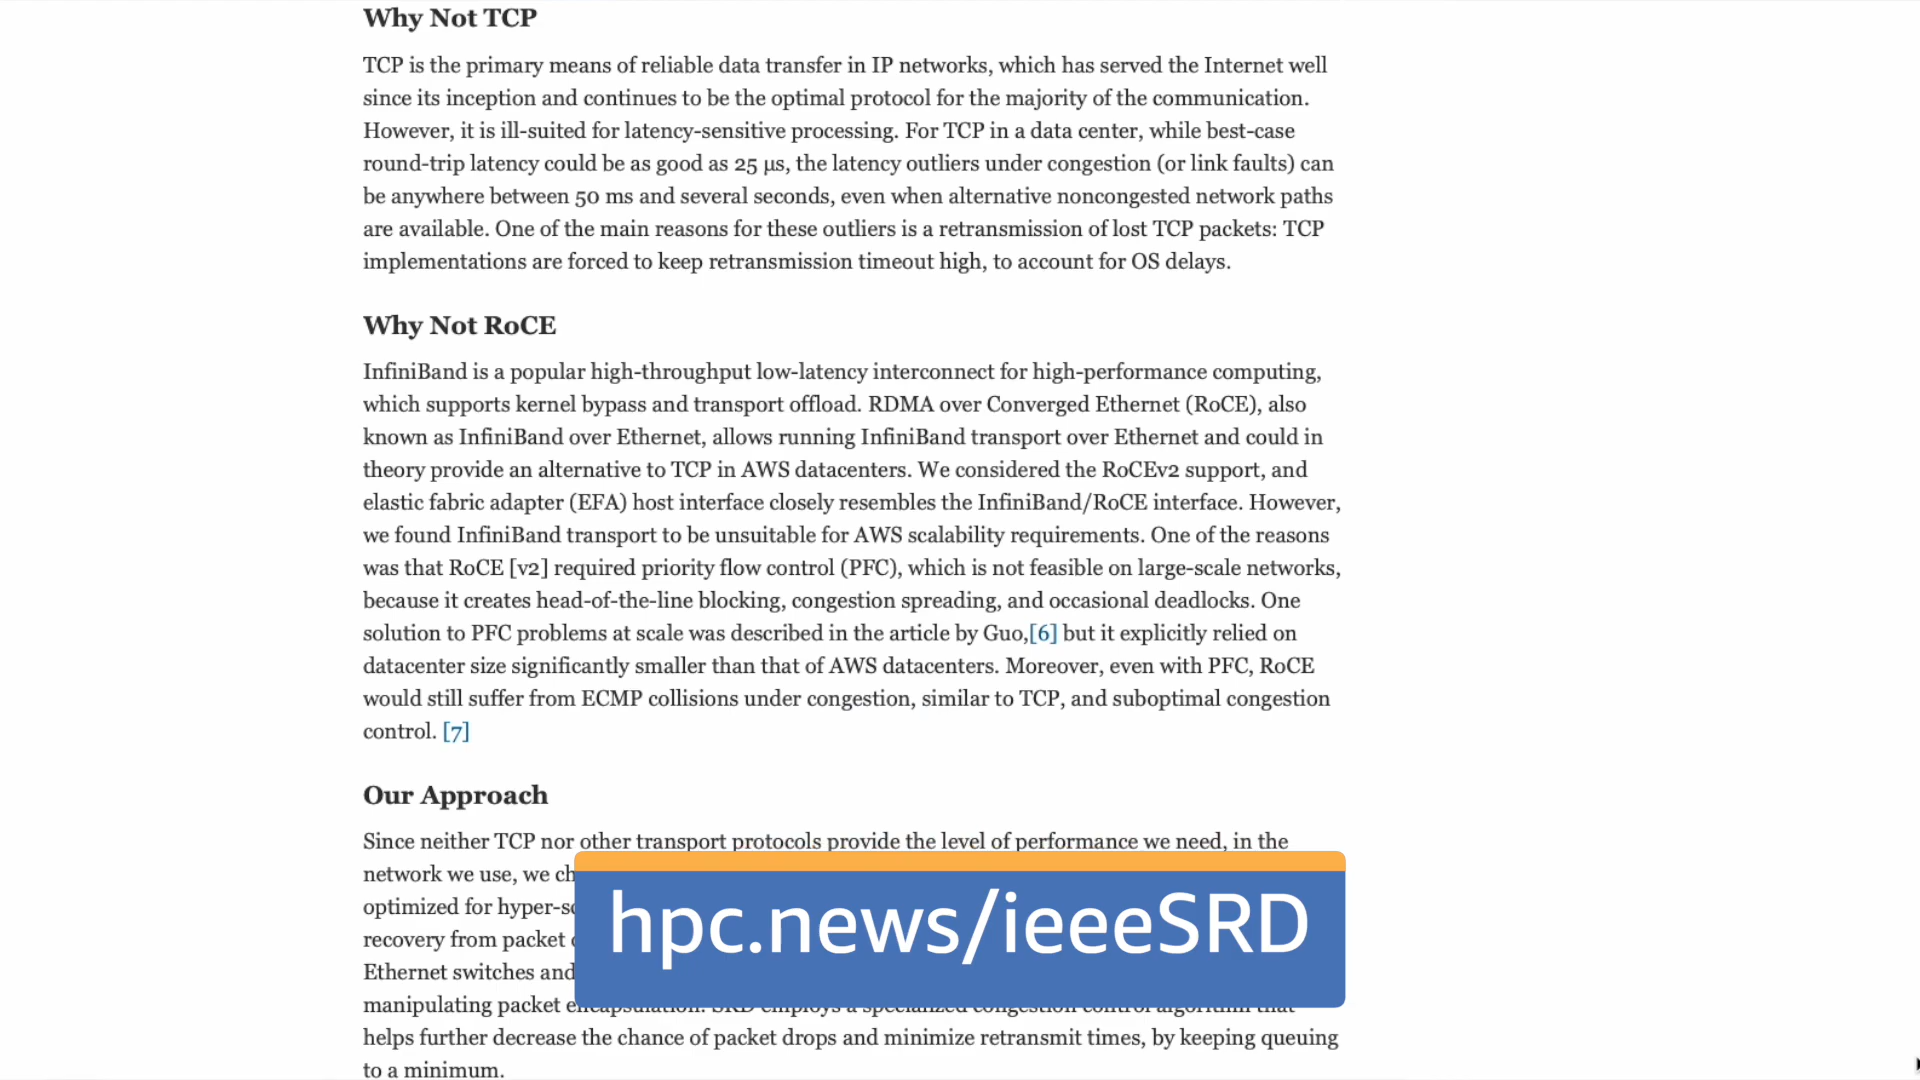 Why Not TCP
TCP is the primary means of reliable data transfer in IP networks, which has served the Internet well
since its inception and continues to be the optimal protocol for the majority of the communication.
However, it is ill-suited for latency-sensitive processing. For TCP in a data center, while best-case
round-trip latency could be as good as 25 μs, the latency outliers under congestion (or link faults) can
be anywhere between 50 ms and several seconds, even when alternative noncongested network paths
are available. One of the main reasons for these outliers is a retransmission of lost TCP packets: TCP
implementations are forced to keep retransmission timeout high, to account for OS delays.
Why Not RoCE
InfiniBand is a popular high-throughput low-latency interconnect for high-performance computing,
which supports kernel bypass and transport offload. RDMA over Converged Ethernet (RoCE), also
known as InfiniBand over Ethernet, allows running InfiniBand transport over Ethernet and could in
theory provide an alternative to TCP in AWS datacenters. We considered the RoCEv2 support, and
elastic fabric adapter (EFA) host interface closely resembles the InfiniBand/RoCE interface. However,
we found InfiniBand transport to be unsuitable for AWS scalability requirements. One of the reasons
was that RoCE [v2] required priority flow control (PFC), which is not feasible on large-scale networks,
because it creates head-of-the-line blocking, congestion spreading, and occasional deadlocks. One
solution to PFC problems at scale was described in the article by Guo,[6] but it explicitly relied on
datacenter size significantly smaller than that of AWS datacenters. Moreover, even with PFC, RoCE
would still suffer from ECMP collisions under congestion, similar to TCP, and suboptimal congestion
control. [7]
Our Approach
Since neither TCP nor other transport protocols provide the level of performance we need, in the
network we use, we
optimized for
recovery from packet
Ethernet switches and
manipulating packet encapsulation. SRD employs a specialized congestion control algorithm that
helps further decrease the chance of packet drops and minimize retransmit times, by keeping queuing
to a minimum.
hpc.news/ieeeSRD